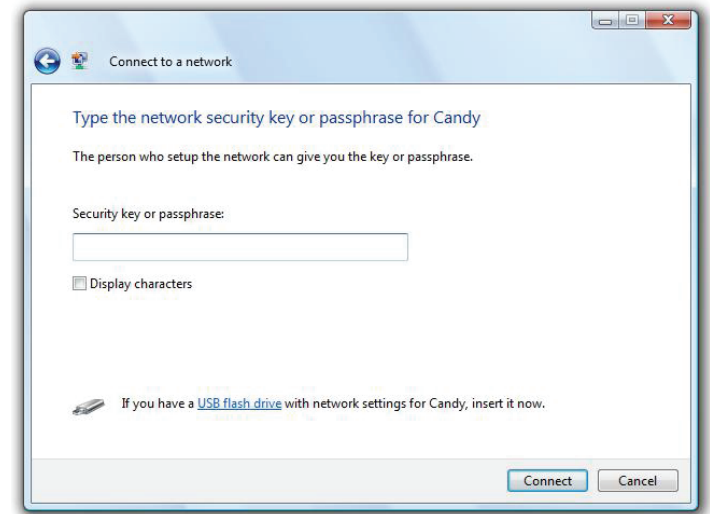 Connect to a network
Type the network security key or passphrase for Candy
The person who setup the network can give you the key or passphrase.
Security key or passphrase:
Display characters
If you have a USB flash drive with network settings for Candy, insert it now.
Connect Cancel